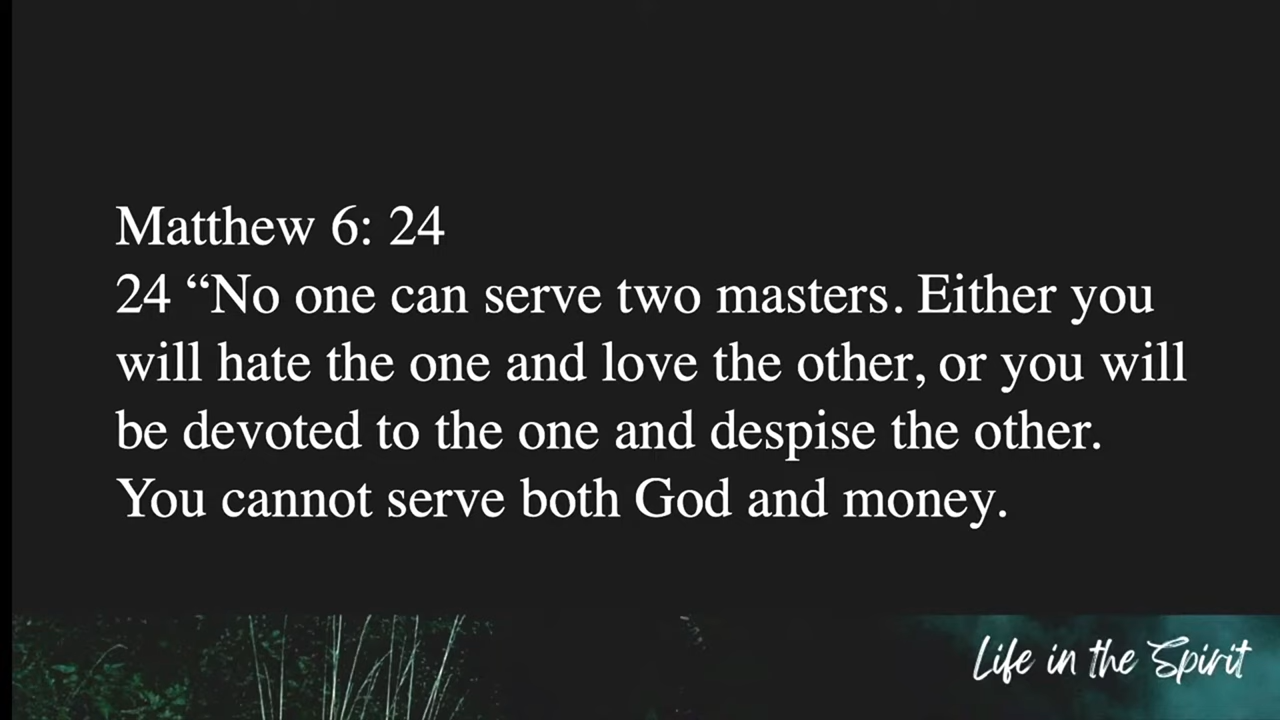 Matthew 6: 24
24 “No one can serve two masters. Either you
will hate the one and love the other, or you will
be devoted to the one and despise the other.
You cannot serve both God and money.
Life in the Spirit